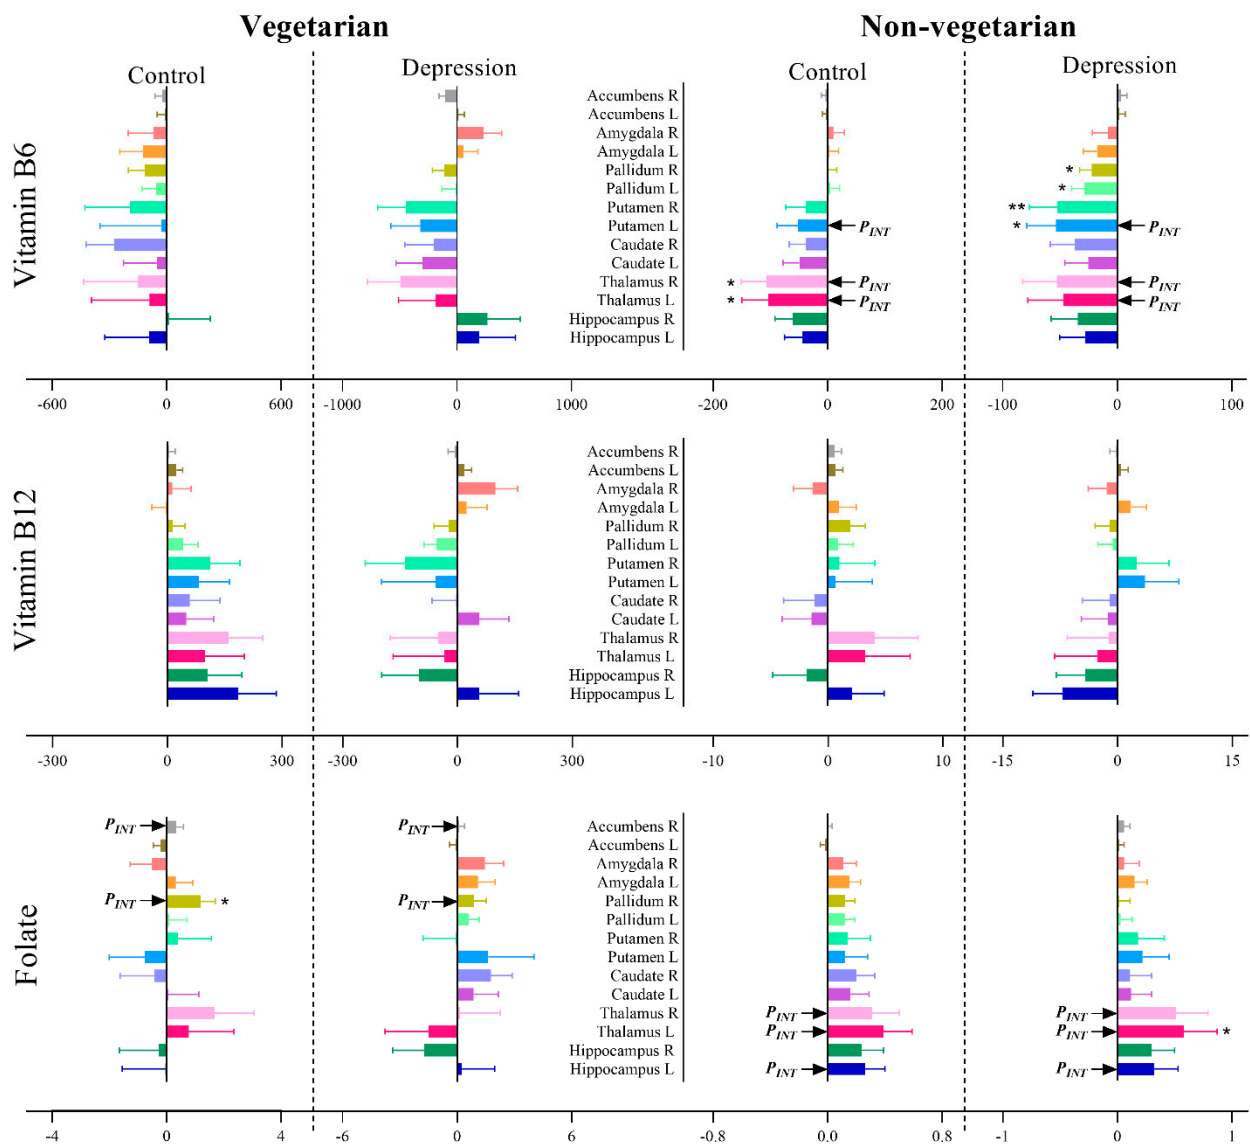 Vegetarian Non-vegetarian
Control Depression Control Depression
Vitamin B6
Accumbens R
Accumbens L
Amygdala R
Amygdala L
Pallidum R *
Pallidum L *
Putamen R **
Putamen L PINT * PINT
Caudate R
Caudate L
Thalamus R * PINT PINT
Thalamus L * PINT PINT
Hippocampus R
Hippocampus L
-600 0 600 -1000 0 1000 -200 0 200 -100 0 100
Vitamin B12
Accumbens R
Accumbens L
Amygdala R
Amygdala L
Pallidum R
Pallidum L
Putamen R
Putamen L
Caudate R
Caudate L
Thalamus R
Thalamus L
Hippocampus R
Hippocampus L
-300 0 300 -300 0 300 -10 0 10 -15 0 15
Folate
PINT PINT Accumbens R
Accumbens L
Amygdala R
Amygdala L
PINT * PINT Pallidum R
Pallidum L
Putamen R
Putamen L
Caudate R
Caudate L
Thalamus R PINT PINT
Thalamus L PINT PINT *
Hippocampus R
Hippocampus L PINT PINT
-4 0 4 -6 0 6 -0.8 0.0 0.8 -1 0 1